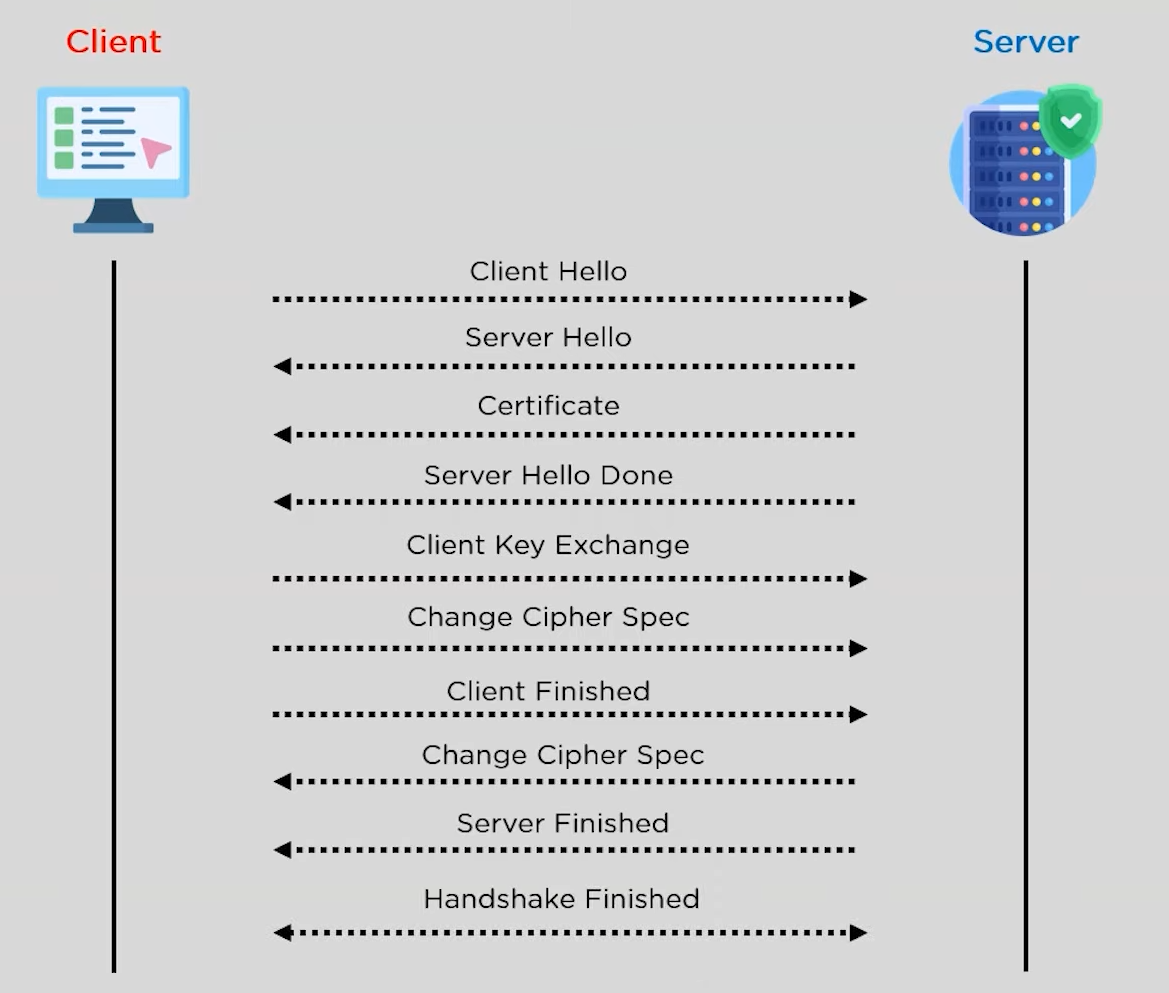 Client
Server
Client Hello
Server Hello
Certificate
Server Hello Done
Client Key Exchange
Change Cipher Spec
Client Finished
Change Cipher Spec
Server Finished
Handshake Finished